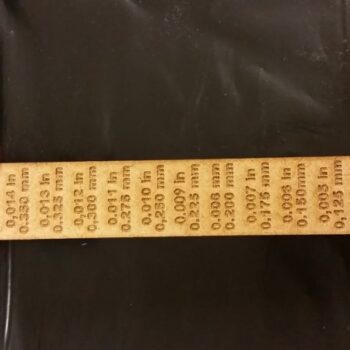 0.014 in
0.350 mm
0.013 in
0.325 mm
0.012 in
0.300 mm
0.011 in
0.275 mm
0.010 in
0.250 mm
0.009 in
0.225 mm
0.008 in
0.200 mm
0.007 in
0.175 mm
0.006 in
0.150mm
0.005 in
0.125 mm